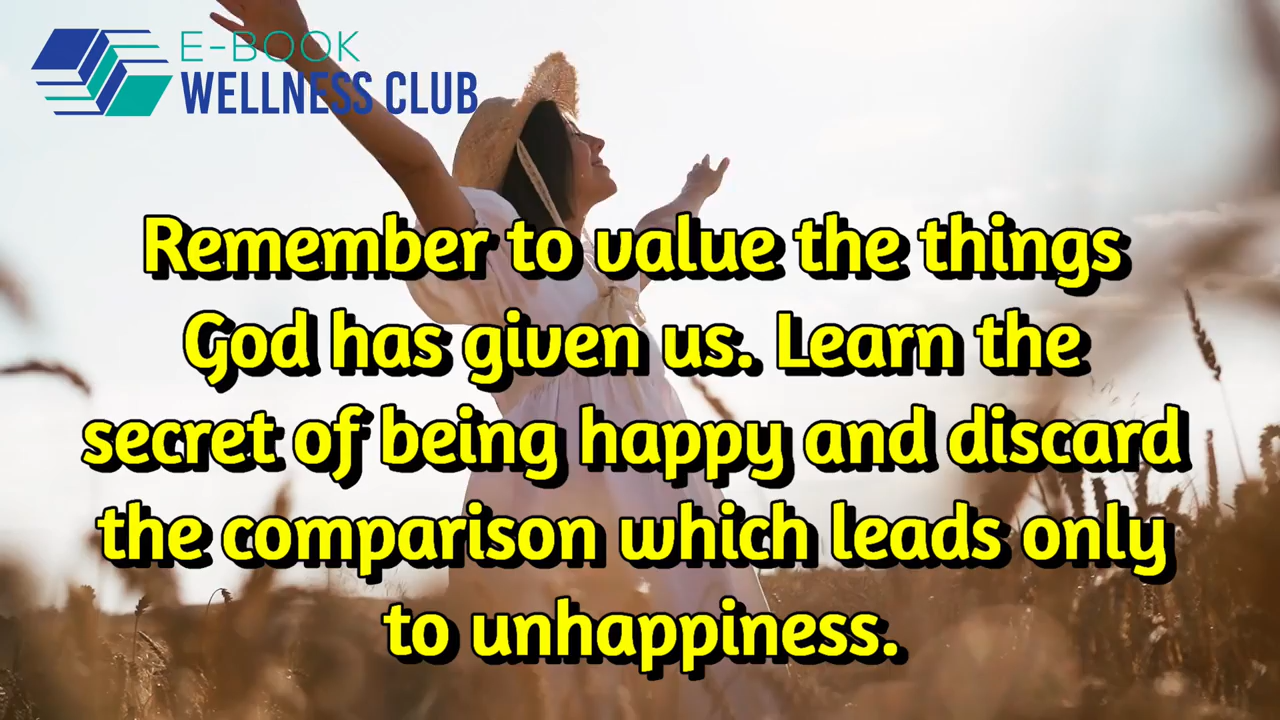 E-BOOK
WELLNESS CLUB
Remember to value the things
God has given us. Learn the
secret of being happy and discard
the comparison which leads only
to unhappiness.